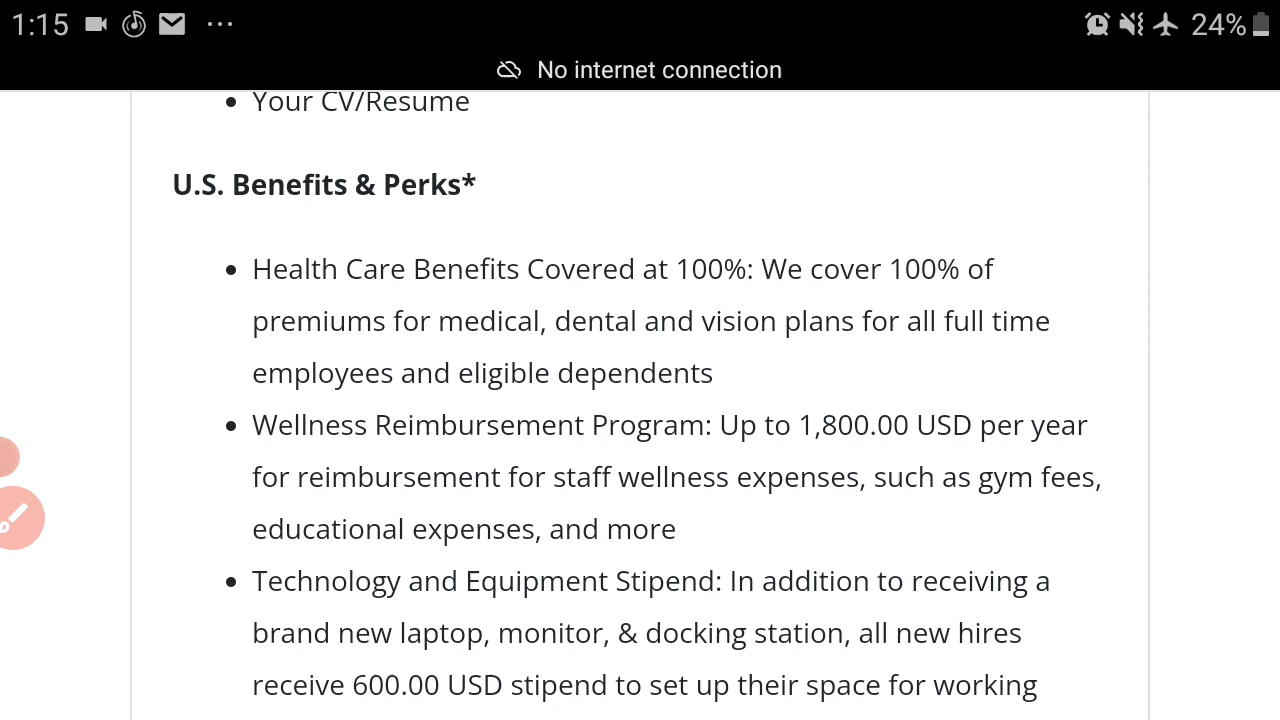 1:15 ... 24%
No internet connection
• Your CV/Resume
U.S. Benefits & Perks*
• Health Care Benefits Covered at 100%: We cover 100% of
premiums for medical, dental and vision plans for all full time
employees and eligible dependents
• Wellness Reimbursement Program: Up to 1,800.00 USD per year
for reimbursement for staff wellness expenses, such as gym fees,
educational expenses, and more
• Technology and Equipment Stipend: In addition to receiving a
brand new laptop, monitor, & docking station, all new hires
receive 600.00 USD stipend to set up their space for working